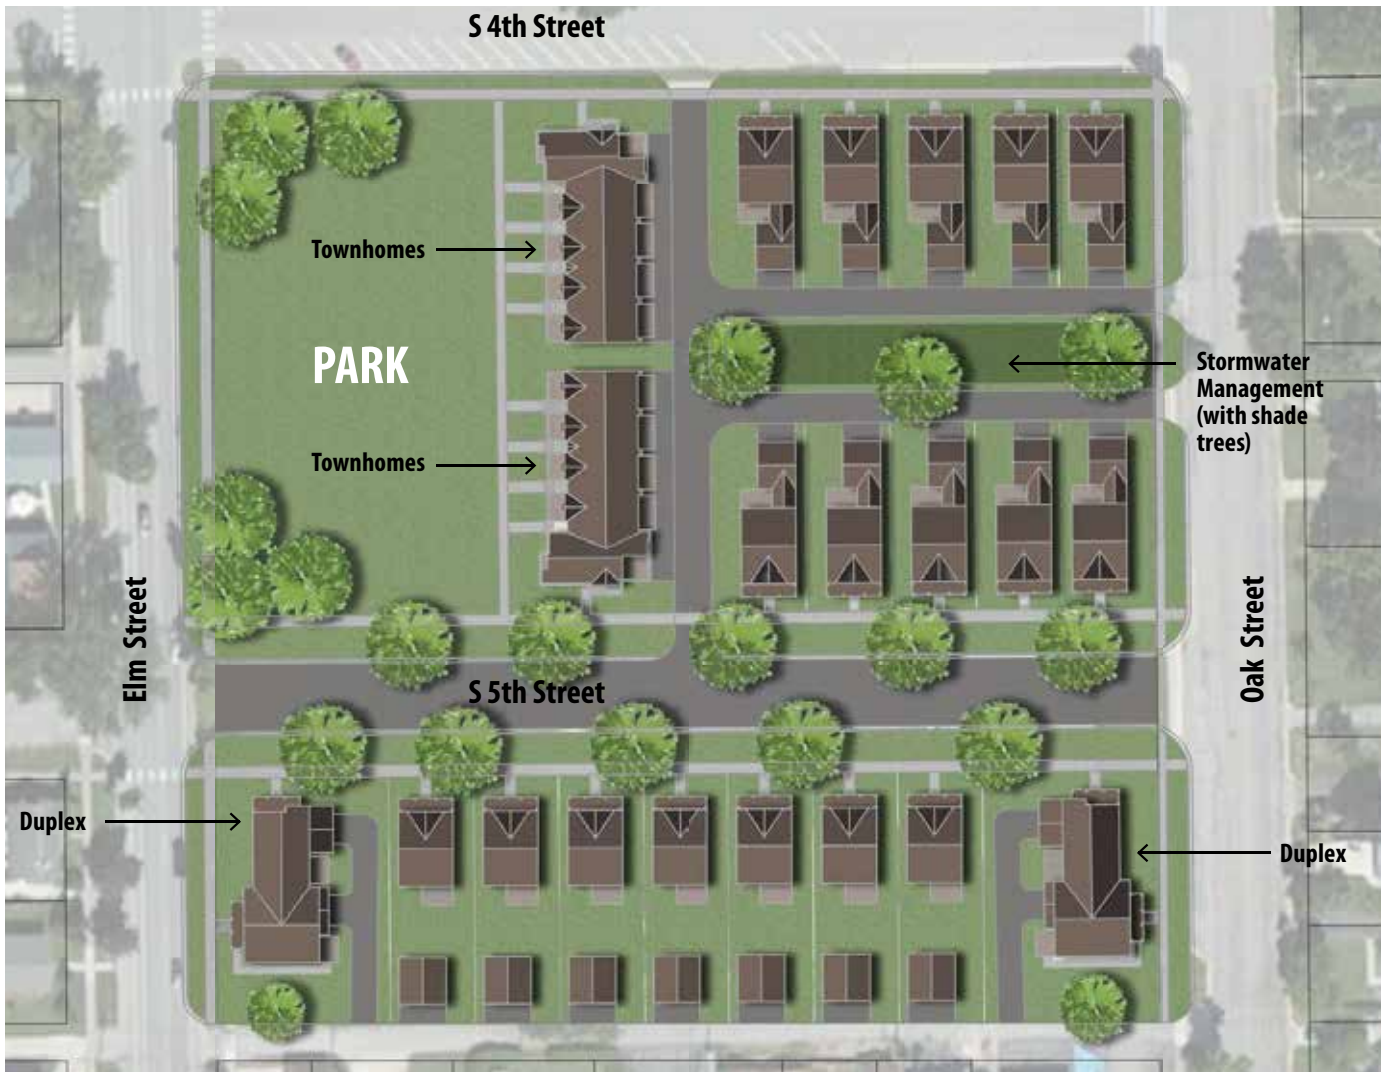 S 4th Street
Townhomes
PARK
Stormwater
Management
(with shade
trees)
Townhomes
Elm Street
Oak Street
S 5th Street
Duplex
Duplex